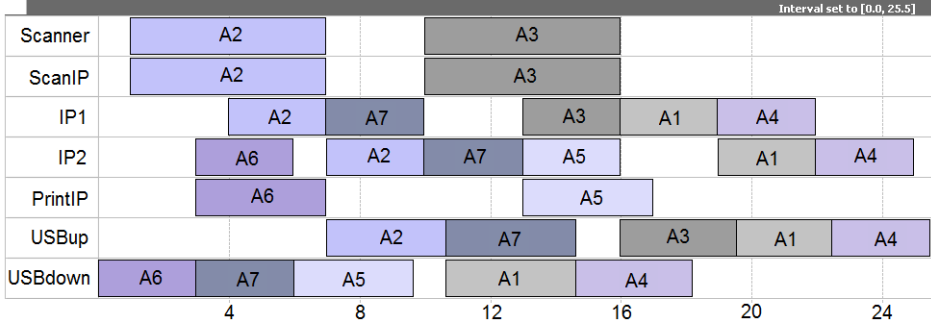 Interval set to [0.0, 25.5]
Scanner A2 A3
ScanIP A2 A3
IP1 A2 A7 A3 A1 A4
IP2 A6 A2 A7 A5 A1 A4
PrintIP A6 A5
USBup A2 A7 A3 A1 A4
USBdown A6 A7 A5 A1 A4
4 8 12 16 20 24